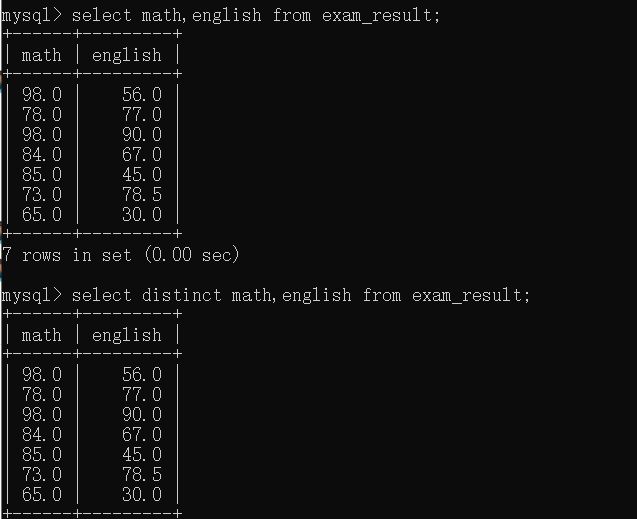 mysql> select math,english from exam_result;
+------+---------+
| math | english |
+------+---------+
| 98.0 |    56.0 |
| 78.0 |    77.0 |
| 98.0 |    90.0 |
| 84.0 |    67.0 |
| 85.0 |    45.0 |
| 73.0 |    78.5 |
| 65.0 |    30.0 |
+------+---------+
7 rows in set (0.00 sec)

mysql> select distinct math,english from exam_result;
+------+---------+
| math | english |
+------+---------+
| 98.0 |    56.0 |
| 78.0 |    77.0 |
| 98.0 |    90.0 |
| 84.0 |    67.0 |
| 85.0 |    45.0 |
| 73.0 |    78.5 |
| 65.0 |    30.0 |
+------+---------+